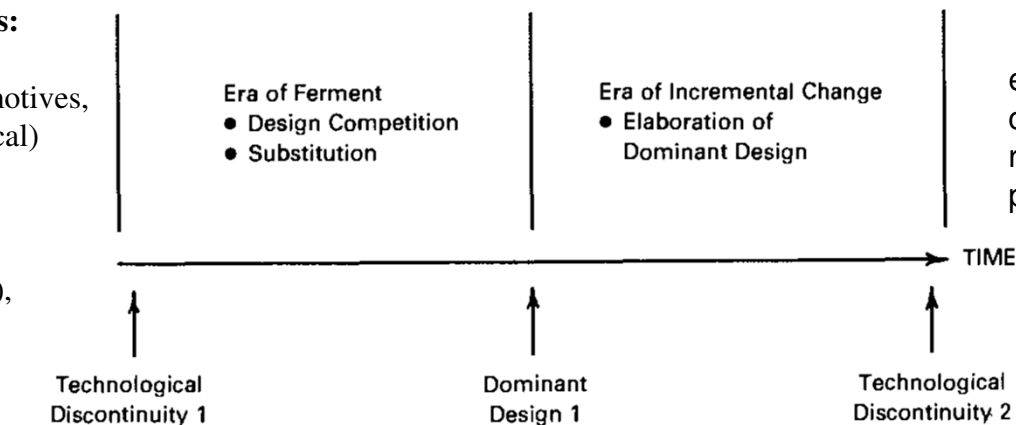 s:
notives,
cal)
),
Era of Ferment
● Design Competition
● Substitution
Era of Incremental Change
● Elaboration of
Dominant Design
TIME
Technological
Discontinuity 1
Dominant
Design 1
Technological
Discontinuity 2